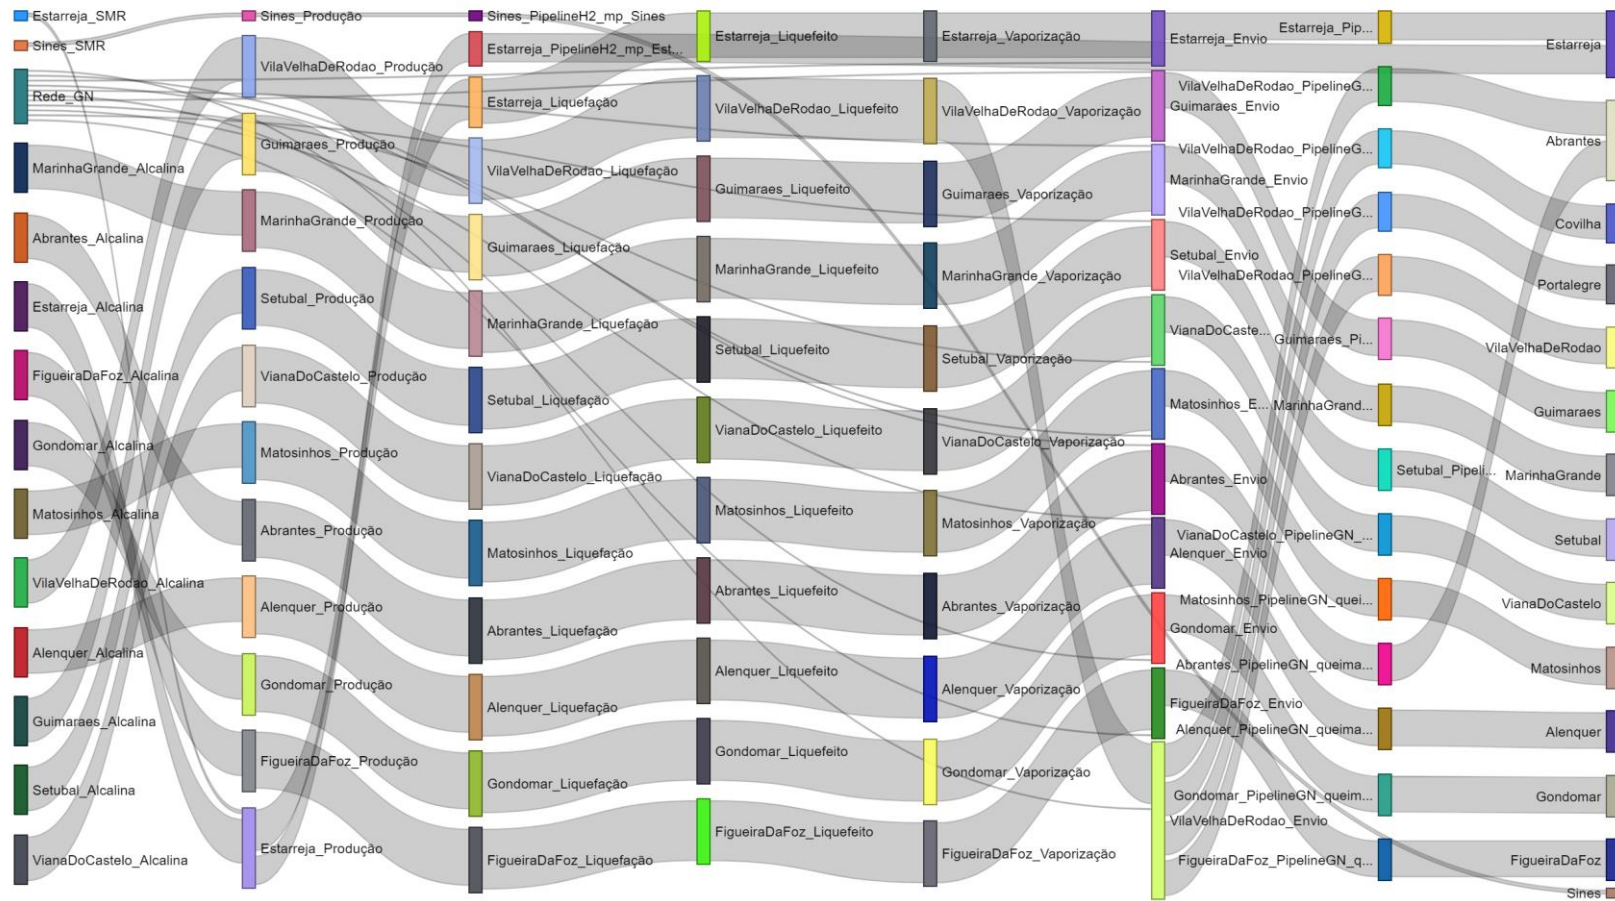 Estarreja_SMR
Sines_SMR
Rede_GN
MarinhaGrande_Alcalina
Abrantes_Alcalina
Estarreja_Alcalina
FigueiraDaFoz_Alcalina
Gondomar_Alcalina
Matosinhos_Alcalina
VilaVelhaDeRodao_Alcalina
Alenquer_Alcalina
Guimaraes_Alcalina
Setubal_Alcalina
VianaDoCastelo_Alcalina
Sines_Produção
VilaVelhaDeRodao_Produção
Guimaraes_Produção
MarinhaGrande_Produção
Setubal_Produção
VianaDoCastelo_Produção
Matosinhos_Produção
Abrantes_Produção
Alenquer_Produção
Gondomar_Produção
FigueiraDaFoz_Produção
Estarreja_Produção
Sines_PipelineH2_mp_Sines
Estarreja_PipelineH2_mp_Est...
Estarreja_Liquefação
VilaVelhaDeRodao_Liquefação
Guimaraes_Liquefação
MarinhaGrande_Liquefação
Setubal_Liquefação
VianaDoCastelo_Liquefação
Matosinhos_Liquefação
Abrantes_Liquefação
Alenquer_Liquefação
Gondomar_Liquefação
FigueiraDaFoz_Liquefação
Estarreja_Liquefeito
VilaVelhaDeRodao_Liquefeito
Guimaraes_Liquefeito
MarinhaGrande_Liquefeito
Setubal_Liquefeito
VianaDoCastelo_Liquefeito
Matosinhos_Liquefeito
Abrantes_Liquefeito
Alenquer_Liquefeito
Gondomar_Liquefeito
FigueiraDaFoz_Liquefeito
Estarreja_Vaporização
VilaVelhaDeRodao_Vaporização
Guimaraes_Vaporização
MarinhaGrande_Vaporização
Setubal_Vaporização
VianaDoCastelo_Vaporização
Matosinhos_Vaporização
Abrantes_Vaporização
Alenquer_Vaporização
Gondomar_Vaporização
FigueiraDaFoz_Vaporização
Estarreja_Envio
Guimaraes_Envio
MarinhaGrande_Envio
Setubal_Envio
VianaDoCaste...
Matosinhos_E...
Abrantes_Envio
Alenquer_Envio
Gondomar_Envio
FigueiraDaFoz_Envio
VilaVelhaDeRodao_Envio
Estarreja_Pip...
VilaVelhaDeRodao_PipelineG...
VilaVelhaDeRodao_PipelineG...
VilaVelhaDeRodao_PipelineG...
VilaVelhaDeRodao_PipelineG...
Guimaraes_Pi...
MarinhaGrand...
Setubal_Pipeli...
VianaDoCastelo_PipelineGN_...
Matosinhos_PipelineGN_quei...
Abrantes_PipelineGN_queima...
Alenquer_PipelineGN_queima...
Gondomar_PipelineGN_queim...
FigueiraDaFoz_PipelineGN_q...
Estarreja
Abrantes
Covilha
Portalegre
VilaVelhaDeRodao
Guimaraes
MarinhaGrande
Setubal
VianaDoCastelo
Matosinhos
Alenquer
Gondomar
FigueiraDaFoz
Sines